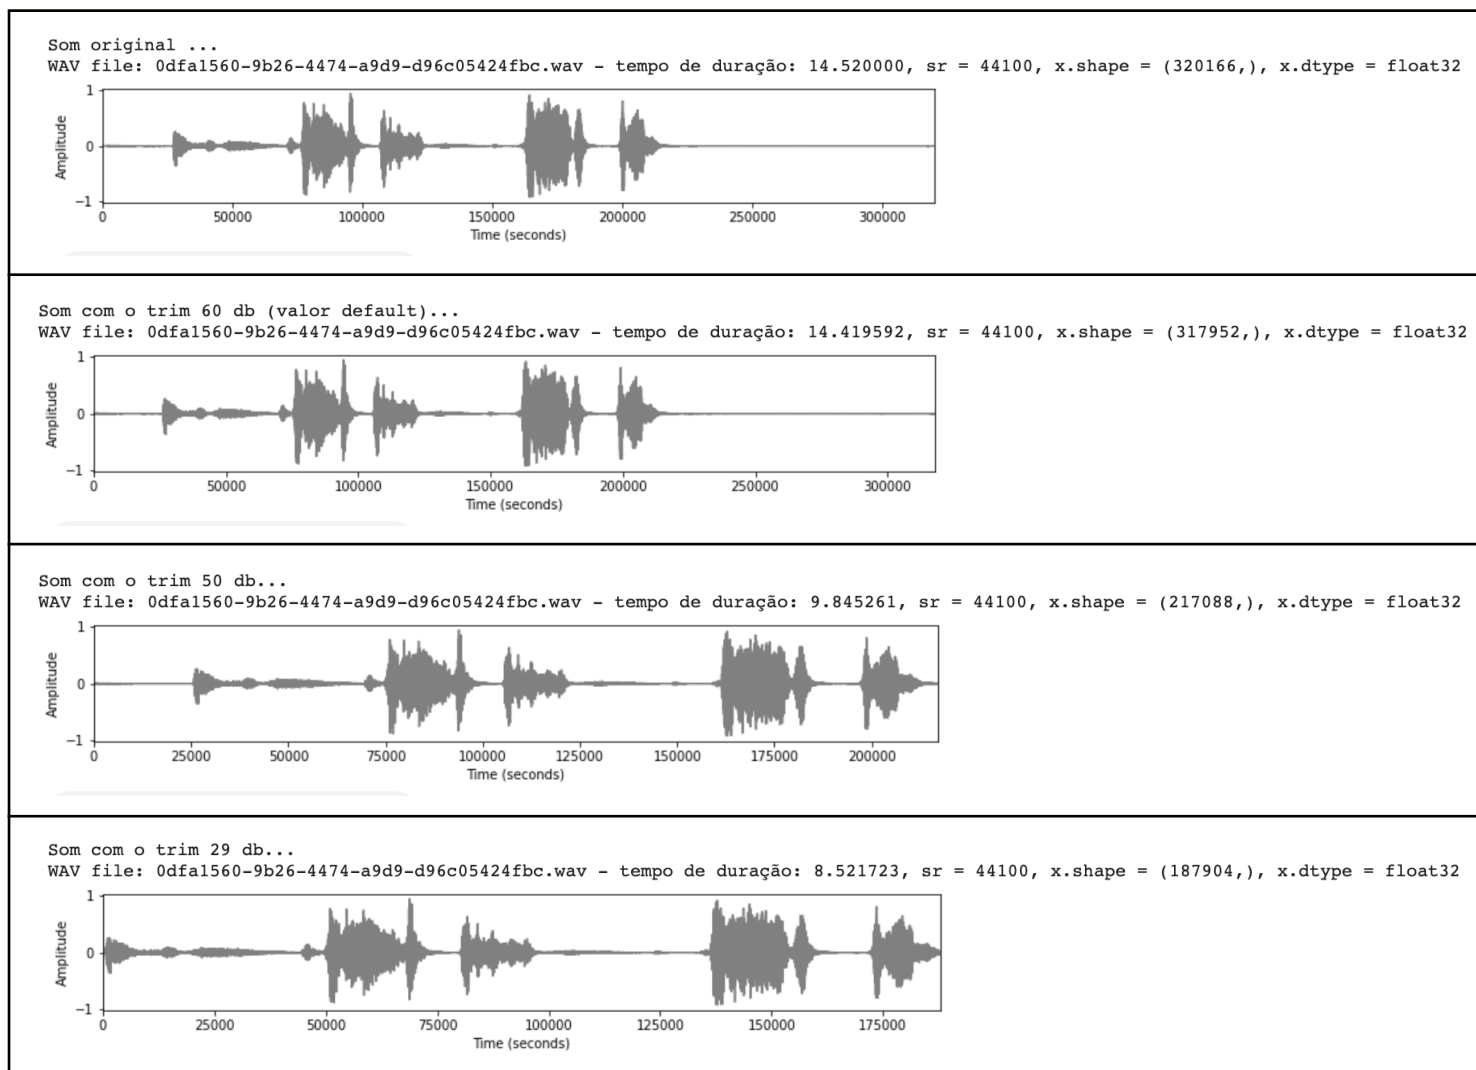 Som original ...
WAV file: 0dfa1560-9b26-4474-a9d9-d96c05424fbc.wav - tempo de duração: 14.520000, sr = 44100, x.shape = (320166,), x.dtype = float32
1
0
−1
Amplitude
0 50000 100000 150000 200000 250000 300000
Time (seconds)
Som com o trim 60 db (valor default)...
WAV file: 0dfa1560-9b26-4474-a9d9-d96c05424fbc.wav - tempo de duração: 14.419592, sr = 44100, x.shape = (317952,), x.dtype = float32
1
0
−1
Amplitude
0 50000 100000 150000 200000 250000 300000
Time (seconds)
Som com o trim 50 db...
WAV file: 0dfa1560-9b26-4474-a9d9-d96c05424fbc.wav - tempo de duração: 9.845261, sr = 44100, x.shape = (217088,), x.dtype = float32
1
0
−1
Amplitude
0 25000 50000 75000 100000 125000 150000 175000 200000
Time (seconds)
Som com o trim 29 db...
WAV file: 0dfa1560-9b26-4474-a9d9-d96c05424fbc.wav - tempo de duração: 8.521723, sr = 44100, x.shape = (187904,), x.dtype = float32
1
0
−1
Amplitude
0 25000 50000 75000 100000 125000 150000 175000
Time (seconds)